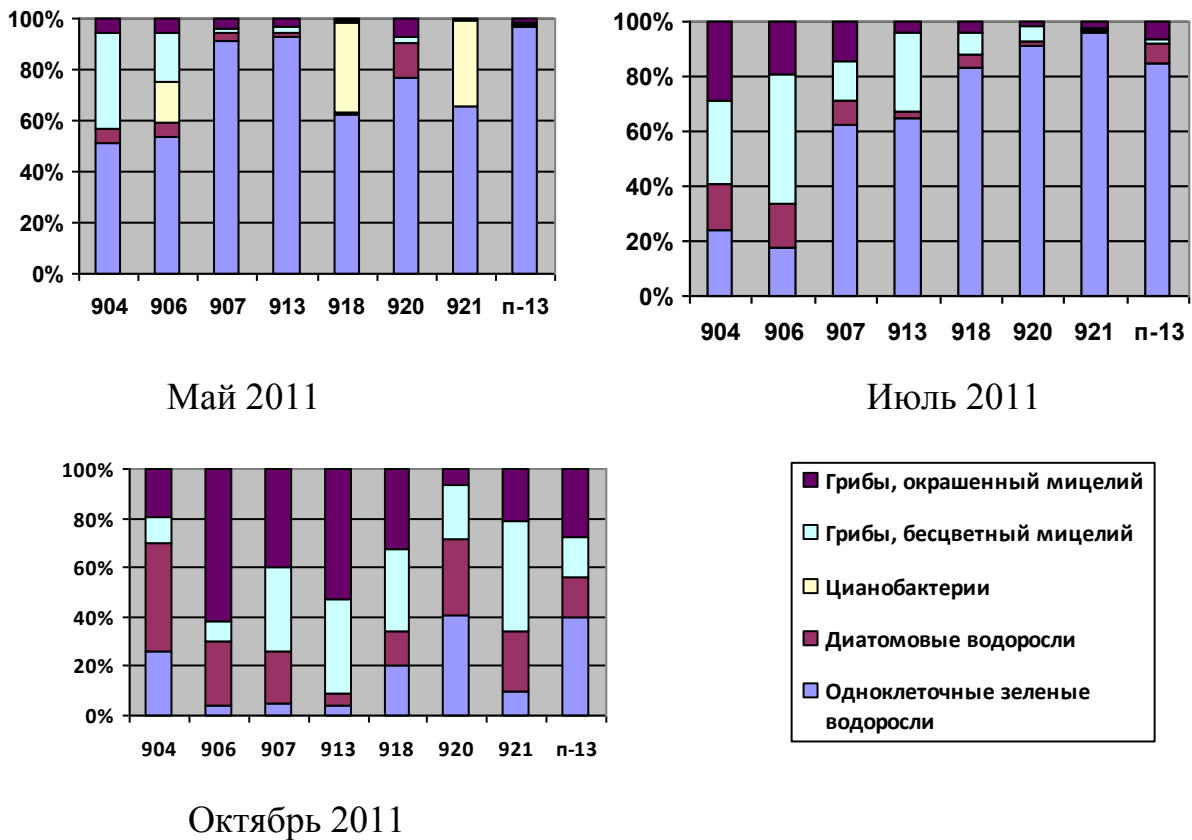 100%
80%
60%
40%
20%
0%
904 906 907 913 918 920 921 п-13
Май 2011
100%
80%
60%
40%
20%
0%
904 906 907 913 918 920 921 п-13
Июль 2011
100%
80%
60%
40%
20%
0%
904 906 907 913 918 920 921 п-13
Октябрь 2011
Грибы, окрашенный мицелий
Грибы, бесцветный мицелий
Цианобактерии
Диатомовые водоросли
Одноклеточные зеленые
водоросли